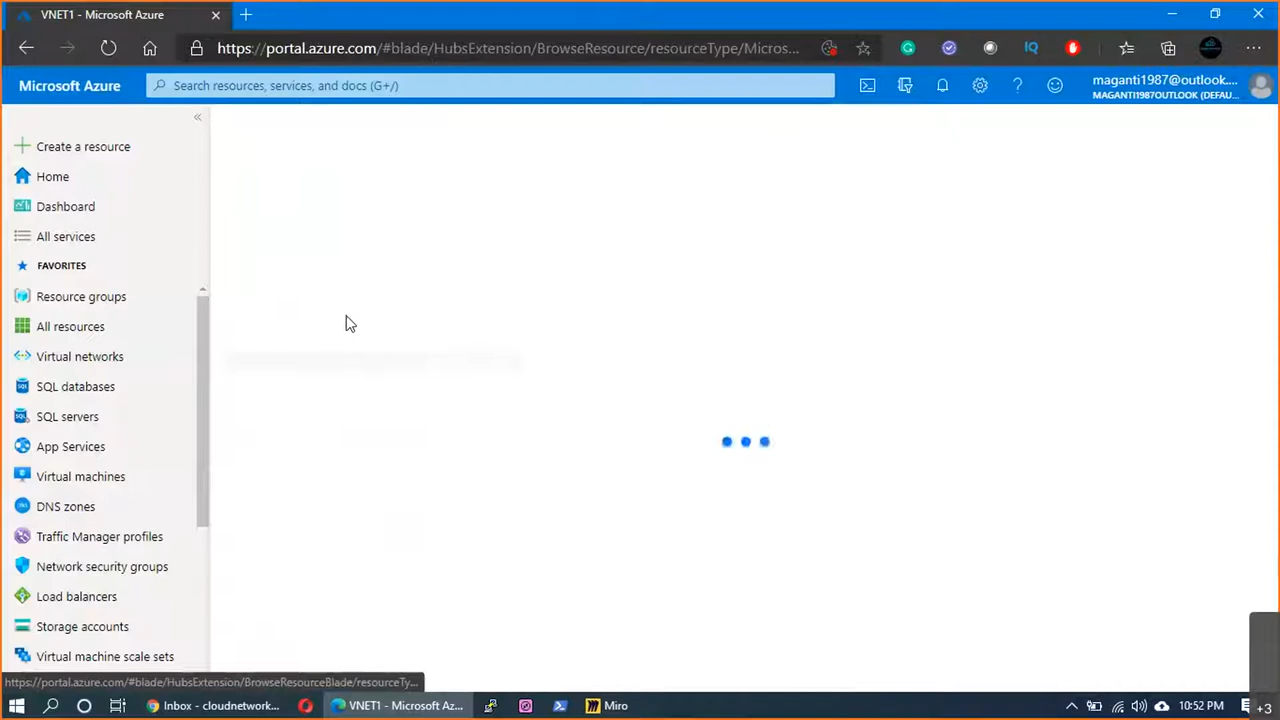 VNET1 - Microsoft Azure
https://portal.azure.com/#blade/HubsExtension/BrowseResource/resourceType/Micros...
IQ
Microsoft Azure
Search resources, services, and docs (G+/)
maganti1987@outlook....
MAGANTI1987OUTLOOK (DEFAU...
Create a resource
Home
Dashboard
All services
FAVORITES
Resource groups
All resources
Virtual networks
SQL databases
SQL servers
App Services
Virtual machines
DNS zones
Traffic Manager profiles
Network security groups
Load balancers
Storage accounts
Virtual machine scale sets
https://portal.azure.com/#blade/HubsExtension/BrowseResourceBlade/resourceTy...
Inbox - cloudnetwork...
VNET1 - Microsoft Az...
Miro
10:52 PM
+3